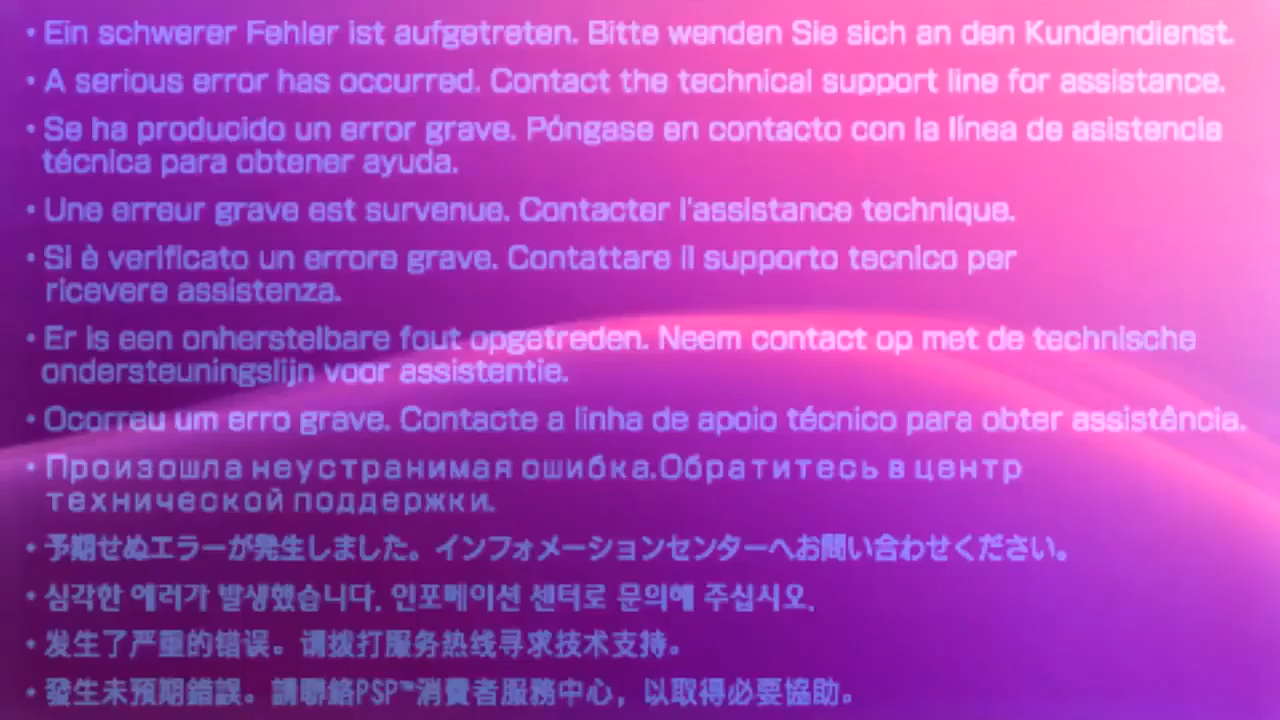 • Ein schwerer Fehler ist aufgetreten. Bitte wenden Sie sich an den Kundendienst.
• A serious error has occurred. Contact the technical support line for assistance.
• Se ha producido un error grave. Póngase en contacto con la línea de asistencia
técnica para obtener ayuda.
• Une erreur grave est survenue. Contacter l'assistance technique.
• Si è verificato un errore grave. Contattare il supporto tecnico per
ricevere assistenza.
• Er is een onherstelbare fout opgetreden. Neem contact op met de technische
ondersteuningslijn voor assistentie.
• Ocorreu um erro grave. Contacte a linha de apoio técnico para obter assistência.
• Произошла неустранимая ошибка.Обратитесь в центр
технической поддержки.
• 予期せぬエラーが発生しました。インフォメーションセンターへお問い合わせください。
• 심각한 에러가 발생했습니다. 인포메이션 센터로 문의해 주십시오.
• 发生了严重的错误。请拨打服务热线寻求技术支持。
• 發生未預期錯誤。請聯絡PSP™消費者服務中心，以取得必要協助。